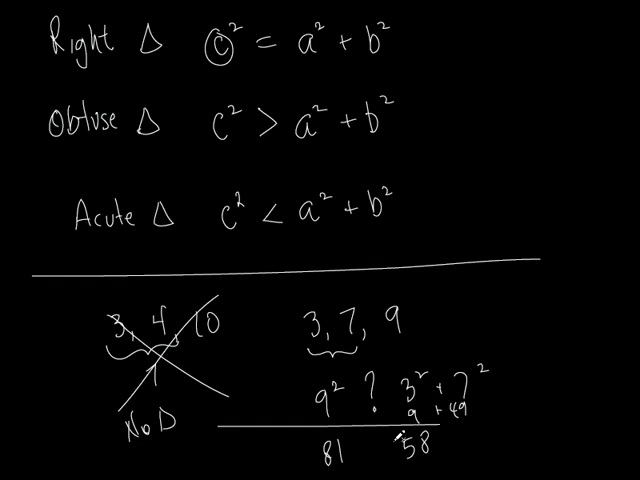 Right △ c² = a² + b²
Obtuse △ c² > a² + b²
Acute △ c² < a² + b²
3, 4, 10
No △
3, 7, 9
9² ? 3² + 7²
9 + 49
81 58